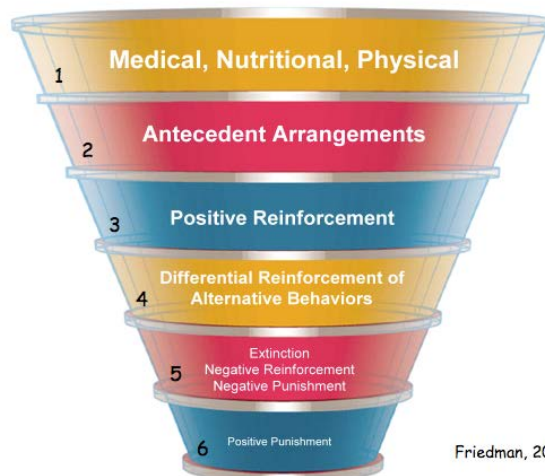 1
Medical, Nutritional, Physical
2
Antecedent Arrangements
3
Positive Reinforcement
4
Differential Reinforcement of
Alternative Behaviors
5
Extinction
Negative Reinforcement
Negative Punishment
6
Positive Punishment
Friedman,